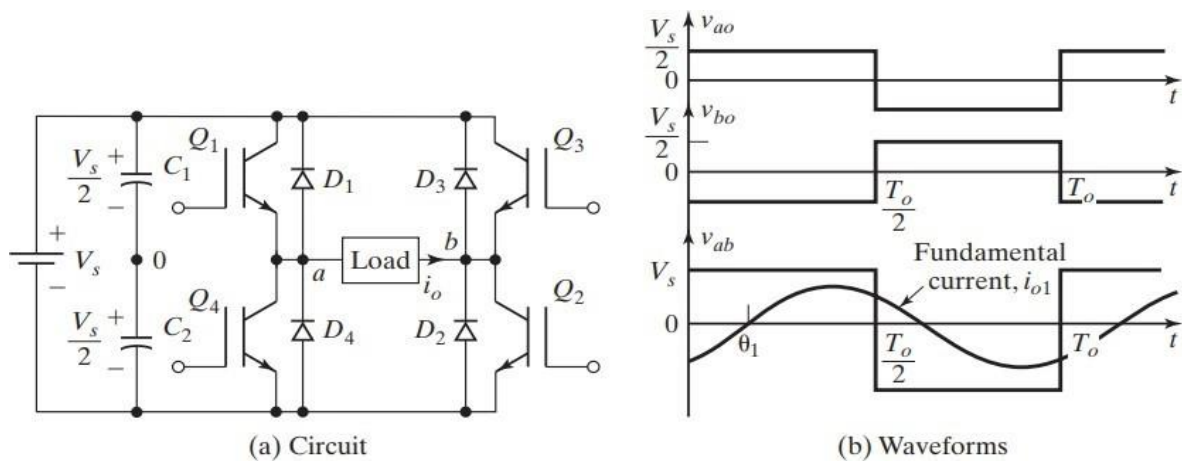 V_s/2
+
−
C_1
Q_1
D_1
D_3
Q_3
+
V_s
−
0
a
Load
b
i_o
V_s/2
+
−
C_2
Q_4
D_4
D_2
Q_2
(a) Circuit
V_s/2
0
v_ao
t
V_s/2
0
v_bo
T_o/2
T_o
t
V_s
0
v_ab
Fundamental
current, i_o1
θ_1
T_o/2
T_o
t
(b) Waveforms